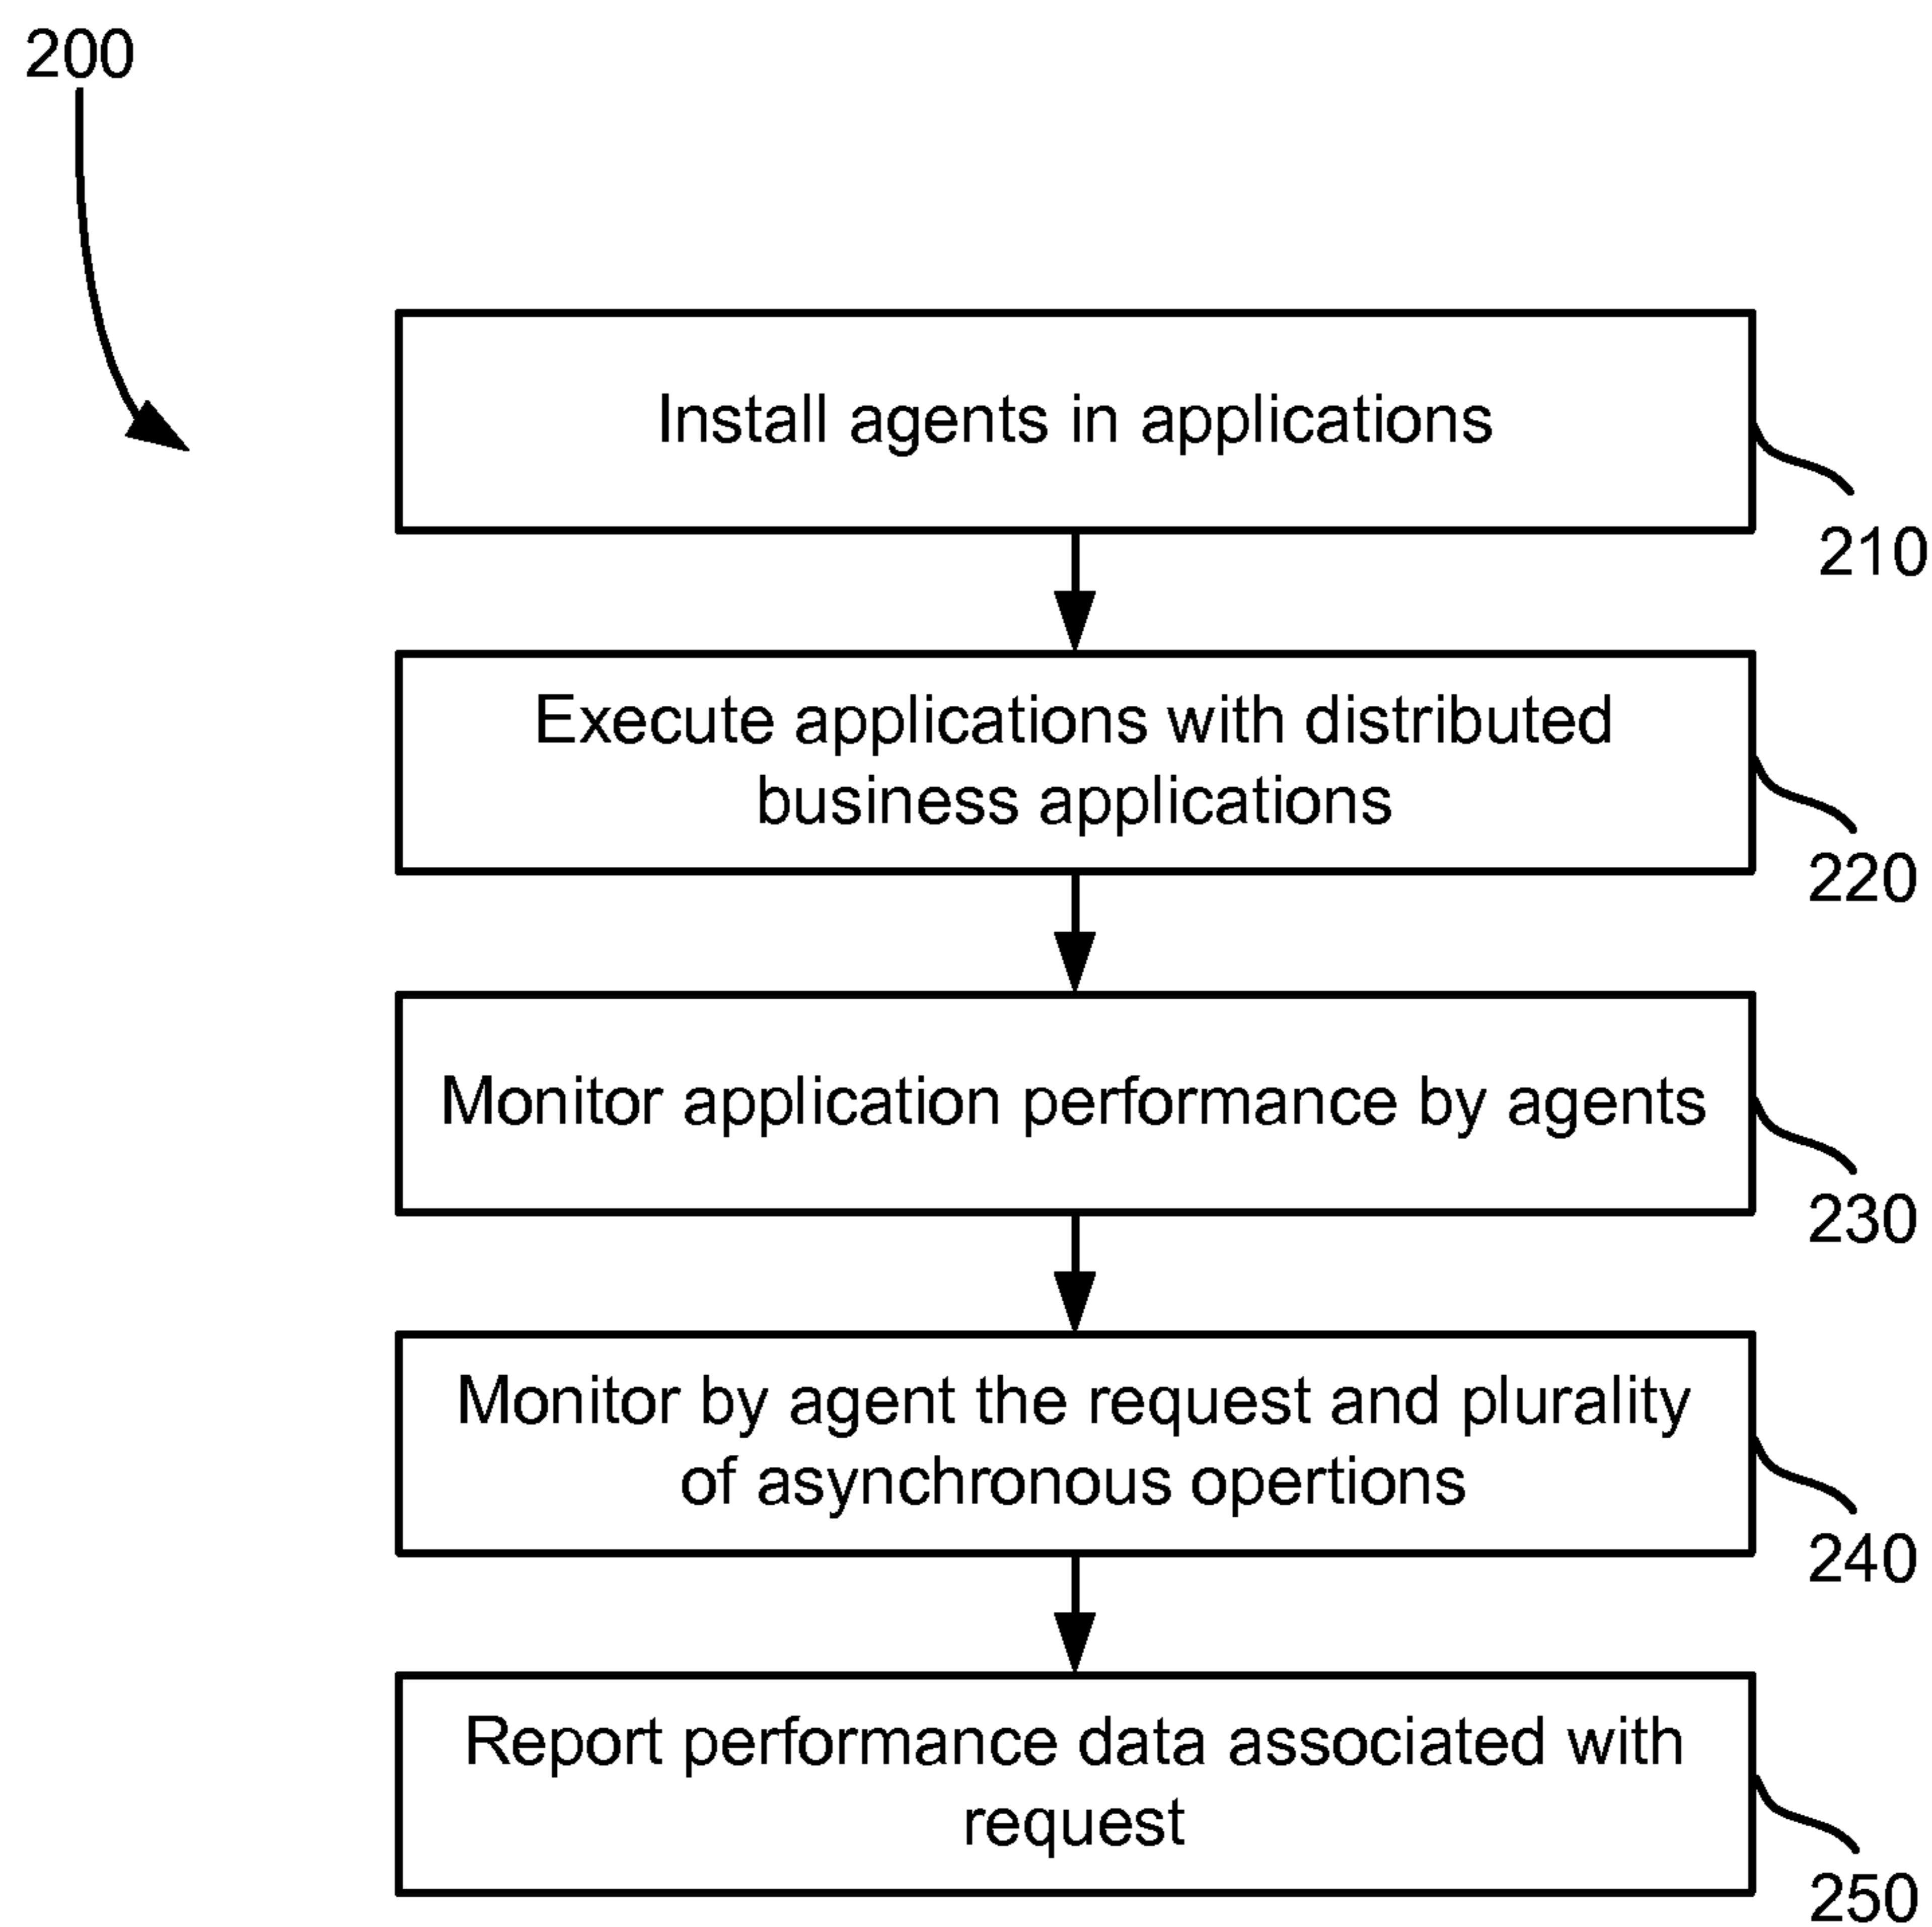 200
Install agents in applications
210
Execute applications with distributed
business applications
220
Monitor application performance by agents
230
Monitor by agent the request and plurality
of asynchronous opertions
240
Report performance data associated with
request
250